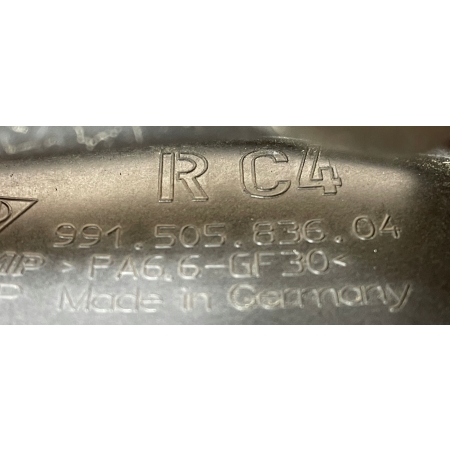 R C4
991.505.836.04
>PA6.6-GF30<
P Made in Germany